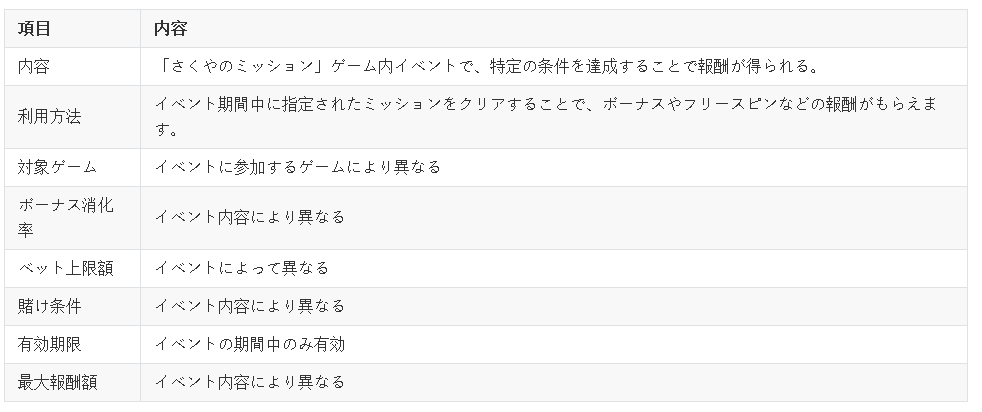 項目 内容
内容 「さくやのミッション」ゲーム内イベントで、特定の条件を達成することで報酬が得られる。
利用方法 イベント期間中に指定されたミッションをクリアすることで、ボーナスやフリースピンなどの報酬がもらえま
す。
対象ゲーム イベントに参加するゲームにより異なる
ボーナス消化
率 イベント内容により異なる
ベット上限額 イベントによって異なる
賭け条件 イベント内容により異なる
有効期限 イベントの期間中のみ有効
最大報酬額 イベント内容により異なる